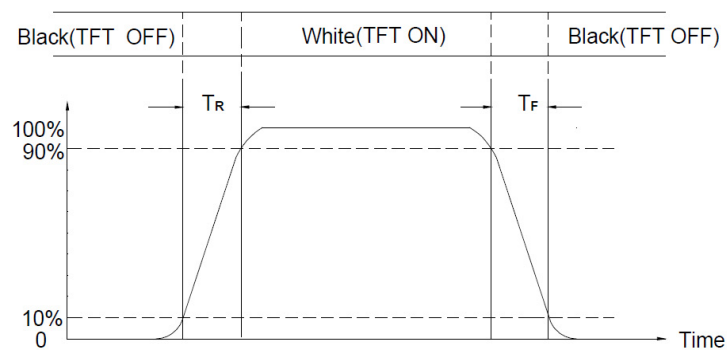 Black(TFT OFF) White(TFT ON) Black(TFT OFF)
TR TF
100%
90%
10%
0
Time